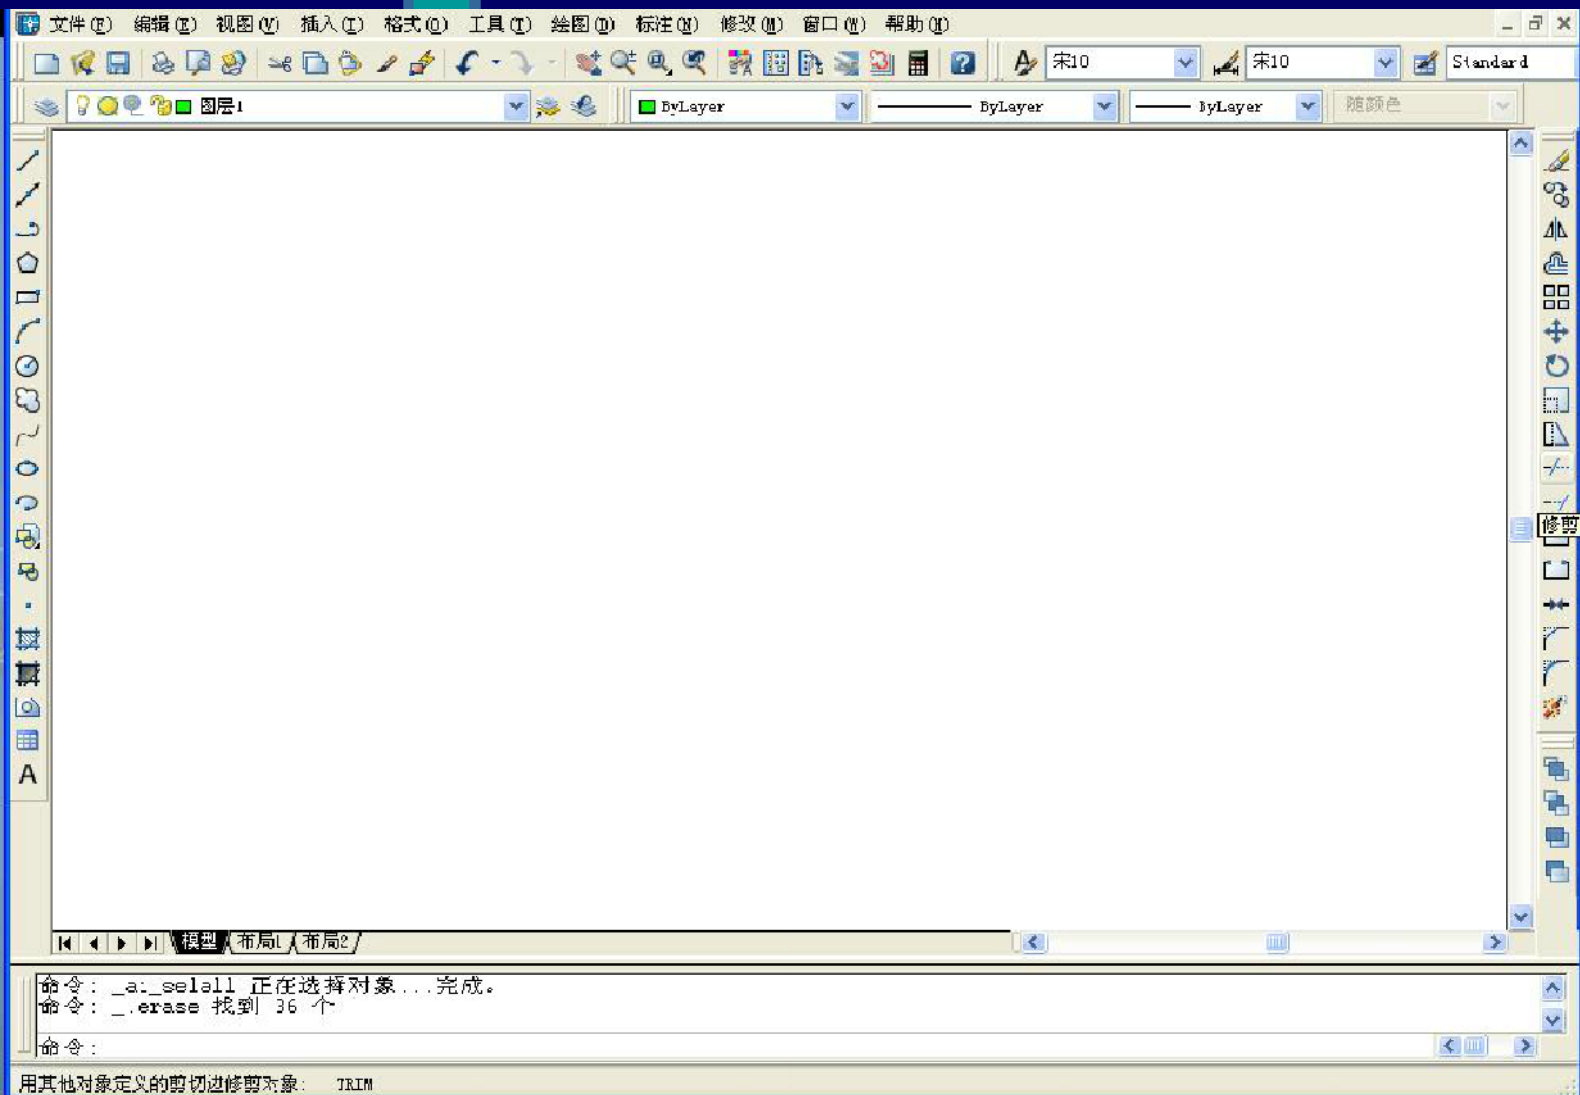 文件(F) 编辑(E) 视图(V) 插入(I) 格式(O) 工具(T) 绘图(D) 标注(N) 修改(M) 窗口(W) 帮助(H)
宋10 宋10 Standard
图层1 ByLayer ByLayer ByLayer 随颜色
修剪
A
模型 布局1 布局2
命令: _ai_selall 正在选择对象...完成。
命令: _.erase 找到 36 个
命令:
用其他对象定义的剪切边修剪对象: TRIM